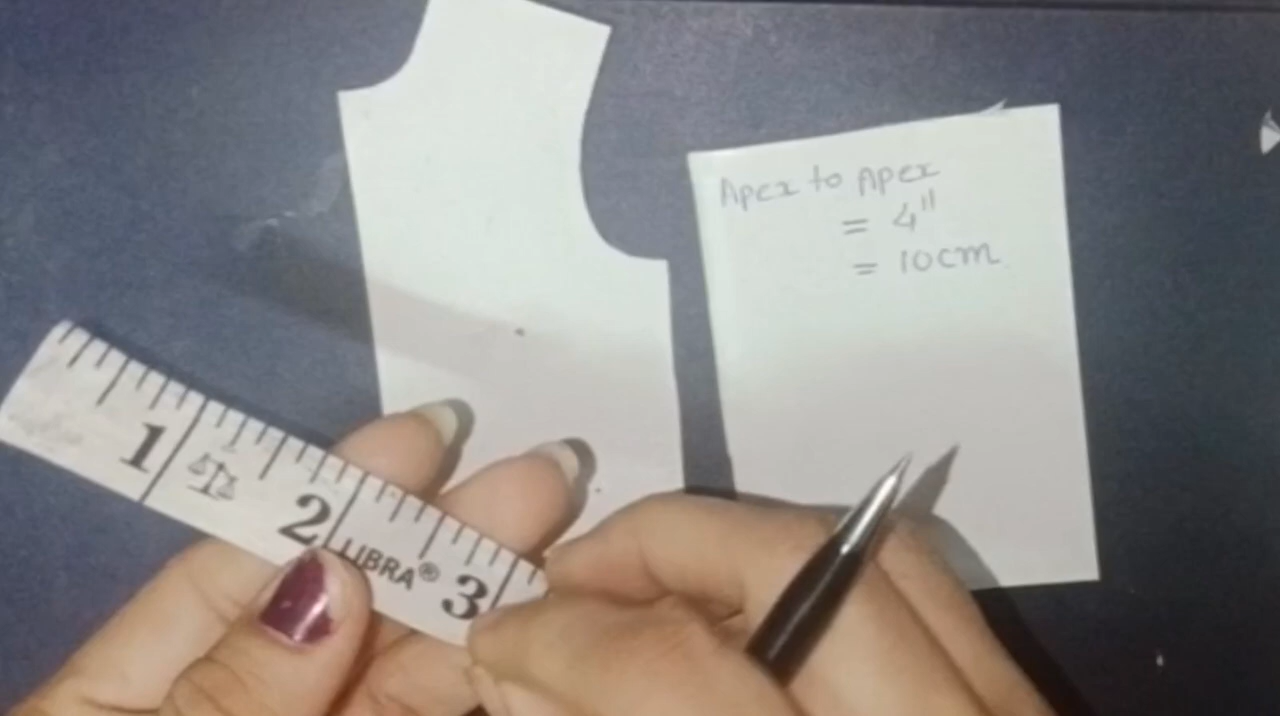 Apex to Apex
= 4"
= 10cm
1
2
LIBRA®
3